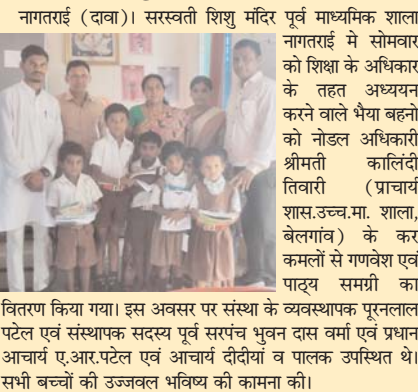 नागतराई (दावा)। सरस्वती शिशु मंदिर पूर्व माध्यमिक शाला
नागतराई मे सोमवार
को शिक्षा के अधिकार
के तहत अध्ययन
करने वाले भैया बहनो
को नोडल अधिकारी
श्रीमती कालिंदी
तिवारी (प्राचार्य
शास.उच्च.मा. शाला,
बेलगांव) के कर
कमलों से गणवेश एवं
पाठ्य समग्री का
वितरण किया गया। इस अवसर पर संस्था के व्यवस्थापक पूरनलाल
पटेल एवं संस्थापक सदस्य पूर्व सरपंच भुवन दास वर्मा एवं प्रधान
आचार्य ए.आर.पटेल एवं आचार्य दीदीयां व पालक उपस्थित थे।
सभी बच्चों की उज्जवल भविष्य की कामना की।